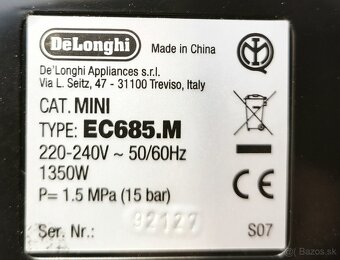 DeLonghi
Made in China
De'Longhi Appliances s.r.l.
Via L. Seitz, 47 - 31100 Treviso, Italy
CAT. MINI
TYPE: EC685.M
220-240V ~ 50/60Hz
1350W
P= 1.5 MPa (15 bar)
92127
Ser. Nr.:
S07
Bazos.sk